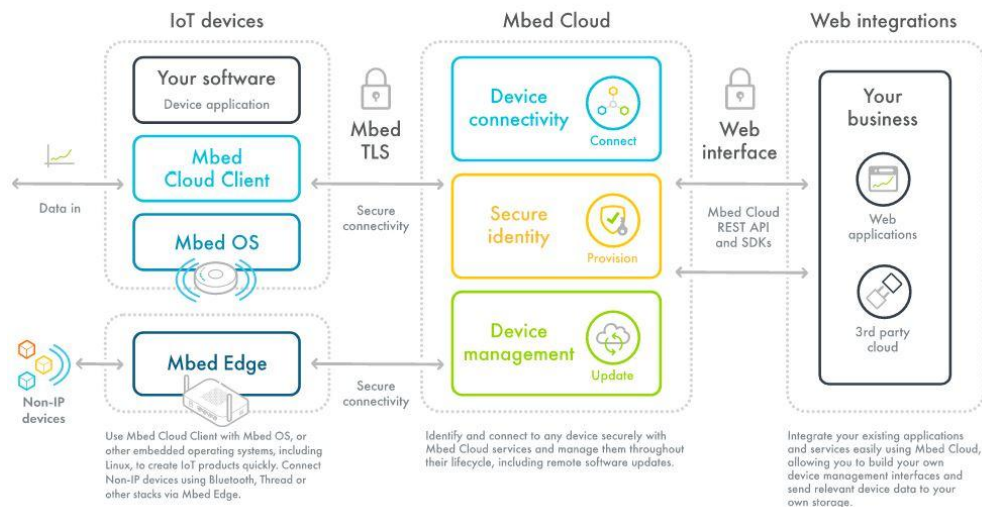 IoT devices
Mbed Cloud
Web integrations
Your software
Device application
Mbed
Cloud Client
Mbed OS
Data in
Mbed
TLS
Secure
connectivity
Device
connectivity
Connect
Secure
identity
Provision
Device
management
Update
Web
interface
Mbed Cloud
REST API
and SDKs
Your
business
Web
applications
3rd party
cloud
Non-IP
devices
Mbed Edge
Secure
connectivity
Use Mbed Cloud Client with Mbed OS, or
other embedded operating systems, including
Linux, to create IoT products quickly. Connect
Non-IP devices using Bluetooth, Thread or
other stacks via Mbed Edge.
Identify and connect to any device securely with
Mbed Cloud services and manage them throughout
their lifecycle, including remote software updates.
Integrate your existing applications
and services easily using Mbed Cloud,
allowing you to build your own
device management interfaces and
send relevant device data to your
own storage.